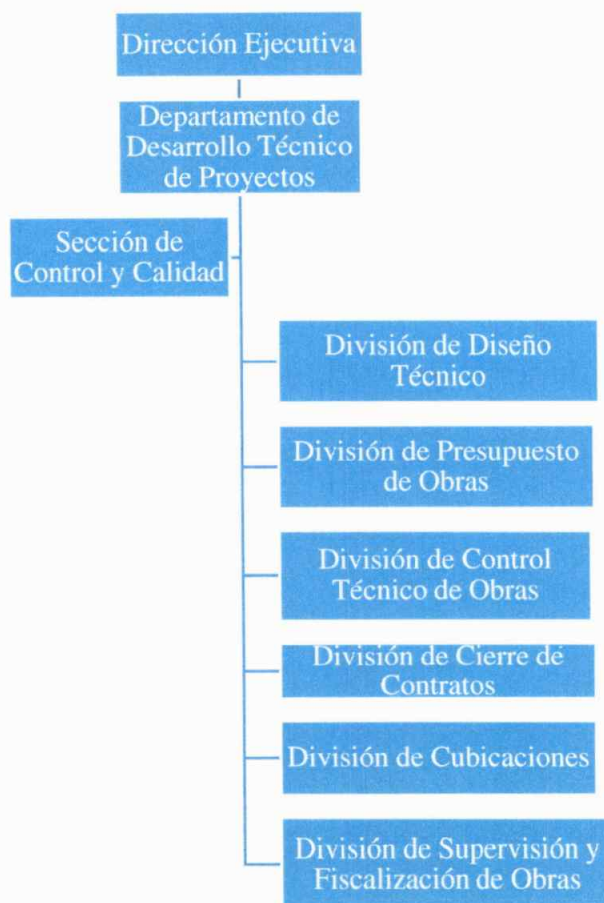 Dirección Ejecutiva
Departamento de
Desarrollo Técnico
de Proyectos
Sección de
Control y Calidad
División de Diseño
Técnico
División de Presupuesto
de Obras
División de Control
Técnico de Obras
División de Cierre de
Contratos
División de Cubicaciones
División de Supervisión y
Fiscalización de Obras